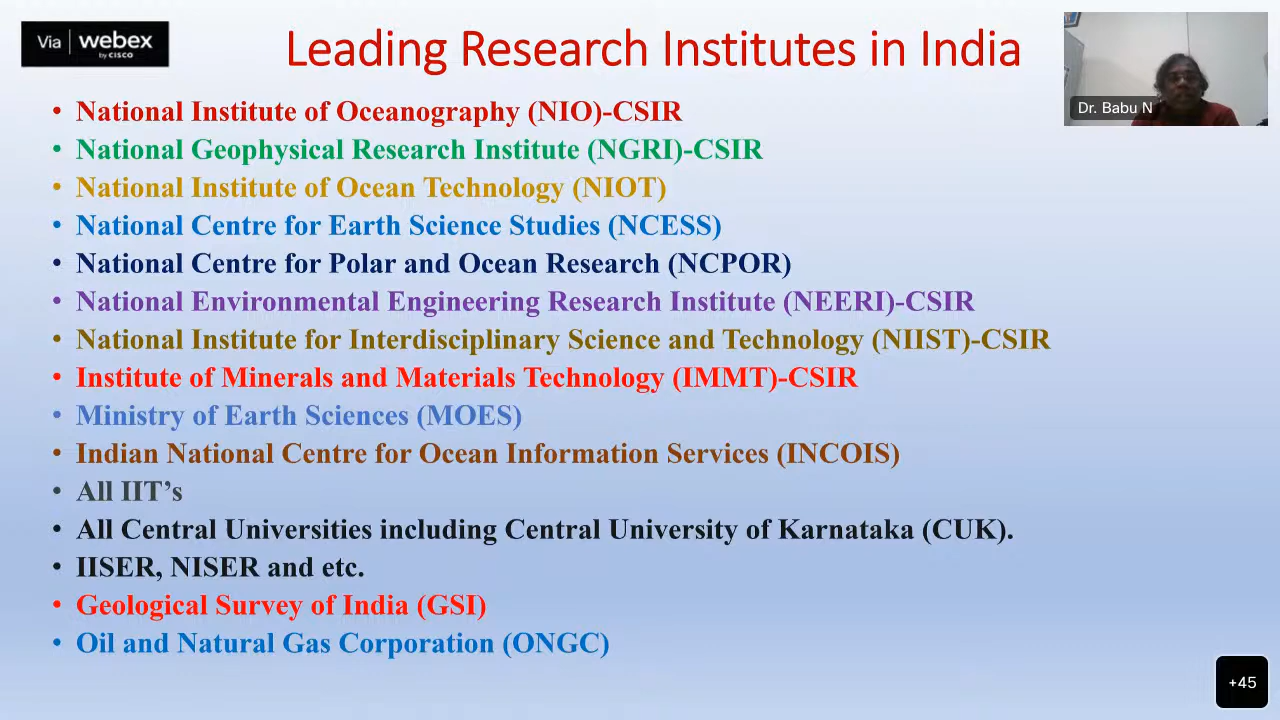 Via webex
by CISCO
Leading Research Institutes in India
Dr. Babu N
• National Institute of Oceanography (NIO)-CSIR
• National Geophysical Research Institute (NGRI)-CSIR
• National Institute of Ocean Technology (NIOT)
• National Centre for Earth Science Studies (NCESS)
• National Centre for Polar and Ocean Research (NCPOR)
• National Environmental Engineering Research Institute (NEERI)-CSIR
• National Institute for Interdisciplinary Science and Technology (NIIST)-CSIR
• Institute of Minerals and Materials Technology (IMMT)-CSIR
• Ministry of Earth Sciences (MOES)
• Indian National Centre for Ocean Information Services (INCOIS)
• All IIT’s
• All Central Universities including Central University of Karnataka (CUK).
• IISER, NISER and etc.
• Geological Survey of India (GSI)
• Oil and Natural Gas Corporation (ONGC)
+45